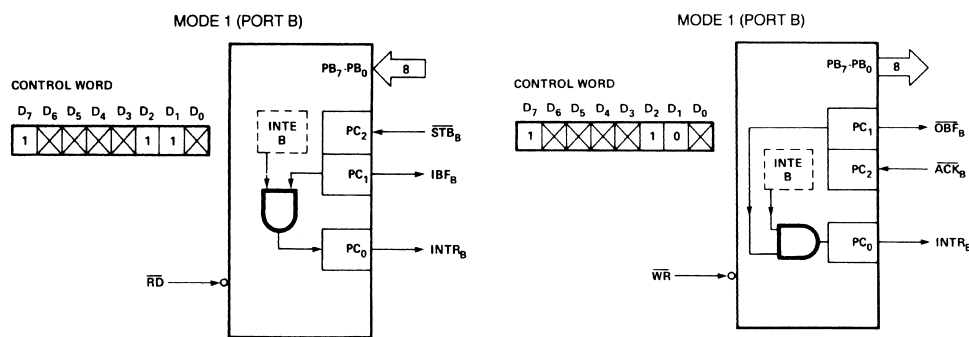 MODE 1 (PORT B)
CONTROL WORD
D7 D6 D5 D4 D3 D2 D1 D0
1 1 1
PB7-PB0
8
INTE
B
PC2
STBB
PC1
IBFB
PC0
INTRB
RD
MODE 1 (PORT B)
CONTROL WORD
D7 D6 D5 D4 D3 D2 D1 D0
1 1 0
PB7-PB0
8
PC1
OBFB
INTE
B
PC2
ACKB
PC0
INTRB
WR